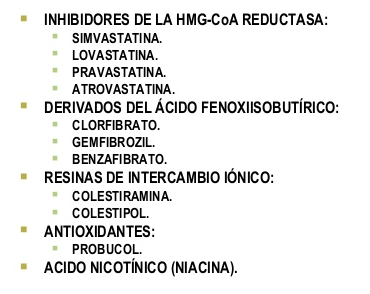 INHIBIDORES DE LA HMG-CoA REDUCTASA:
SIMVASTATINA.
LOVASTATINA.
PRAVASTATINA.
ATROVASTATINA.
DERIVADOS DEL ÁCIDO FENOXIISOBUTÍRICO:
CLORFIBRATO.
GEMFIBROZIL.
BENZAFIBRATO.
RESINAS DE INTERCAMBIO IÓNICO:
COLESTIRAMINA.
COLESTIPOL.
ANTIOXIDANTES:
PROBUCOL.
ACIDO NICOTÍNICO (NIACINA).